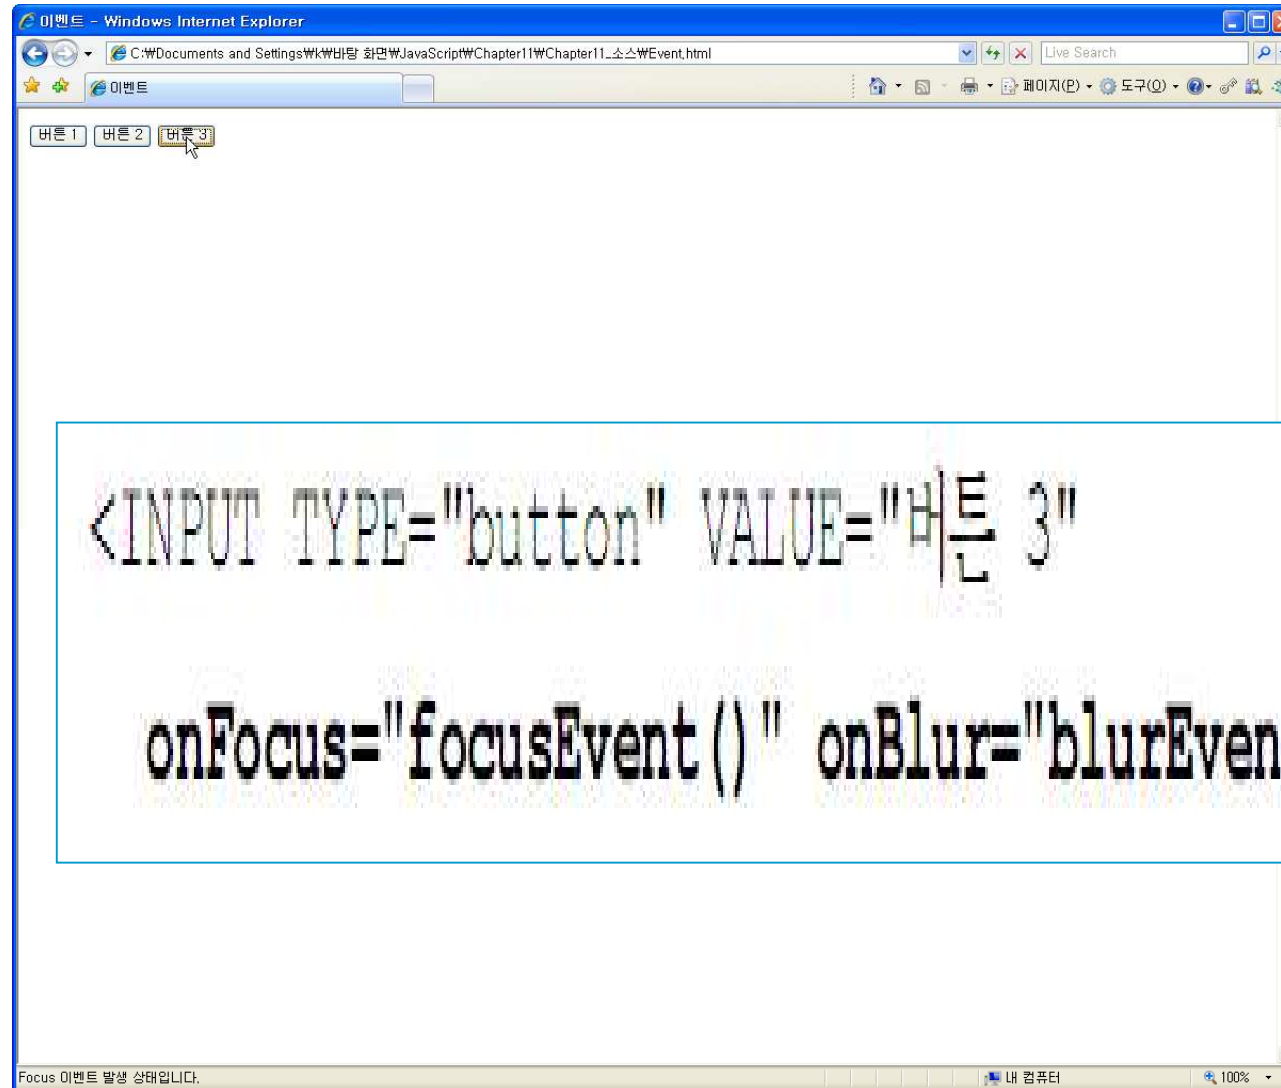 이벤트 - Windows Internet Explorer
C:₩Documents and Settings₩k₩바탕 화면₩JavaScript₩Chapter11₩Chapter11_소스₩Event.html
Live Search
이벤트
페이지(P)
도구(O)
버튼 1
버튼 2
버튼 3
<INPUT TYPE="button" VALUE="버튼 3"
onFocus="focusEvent()" onBlur="blurEven
Focus 이벤트 발생 상태입니다.
내 컴퓨터
100%